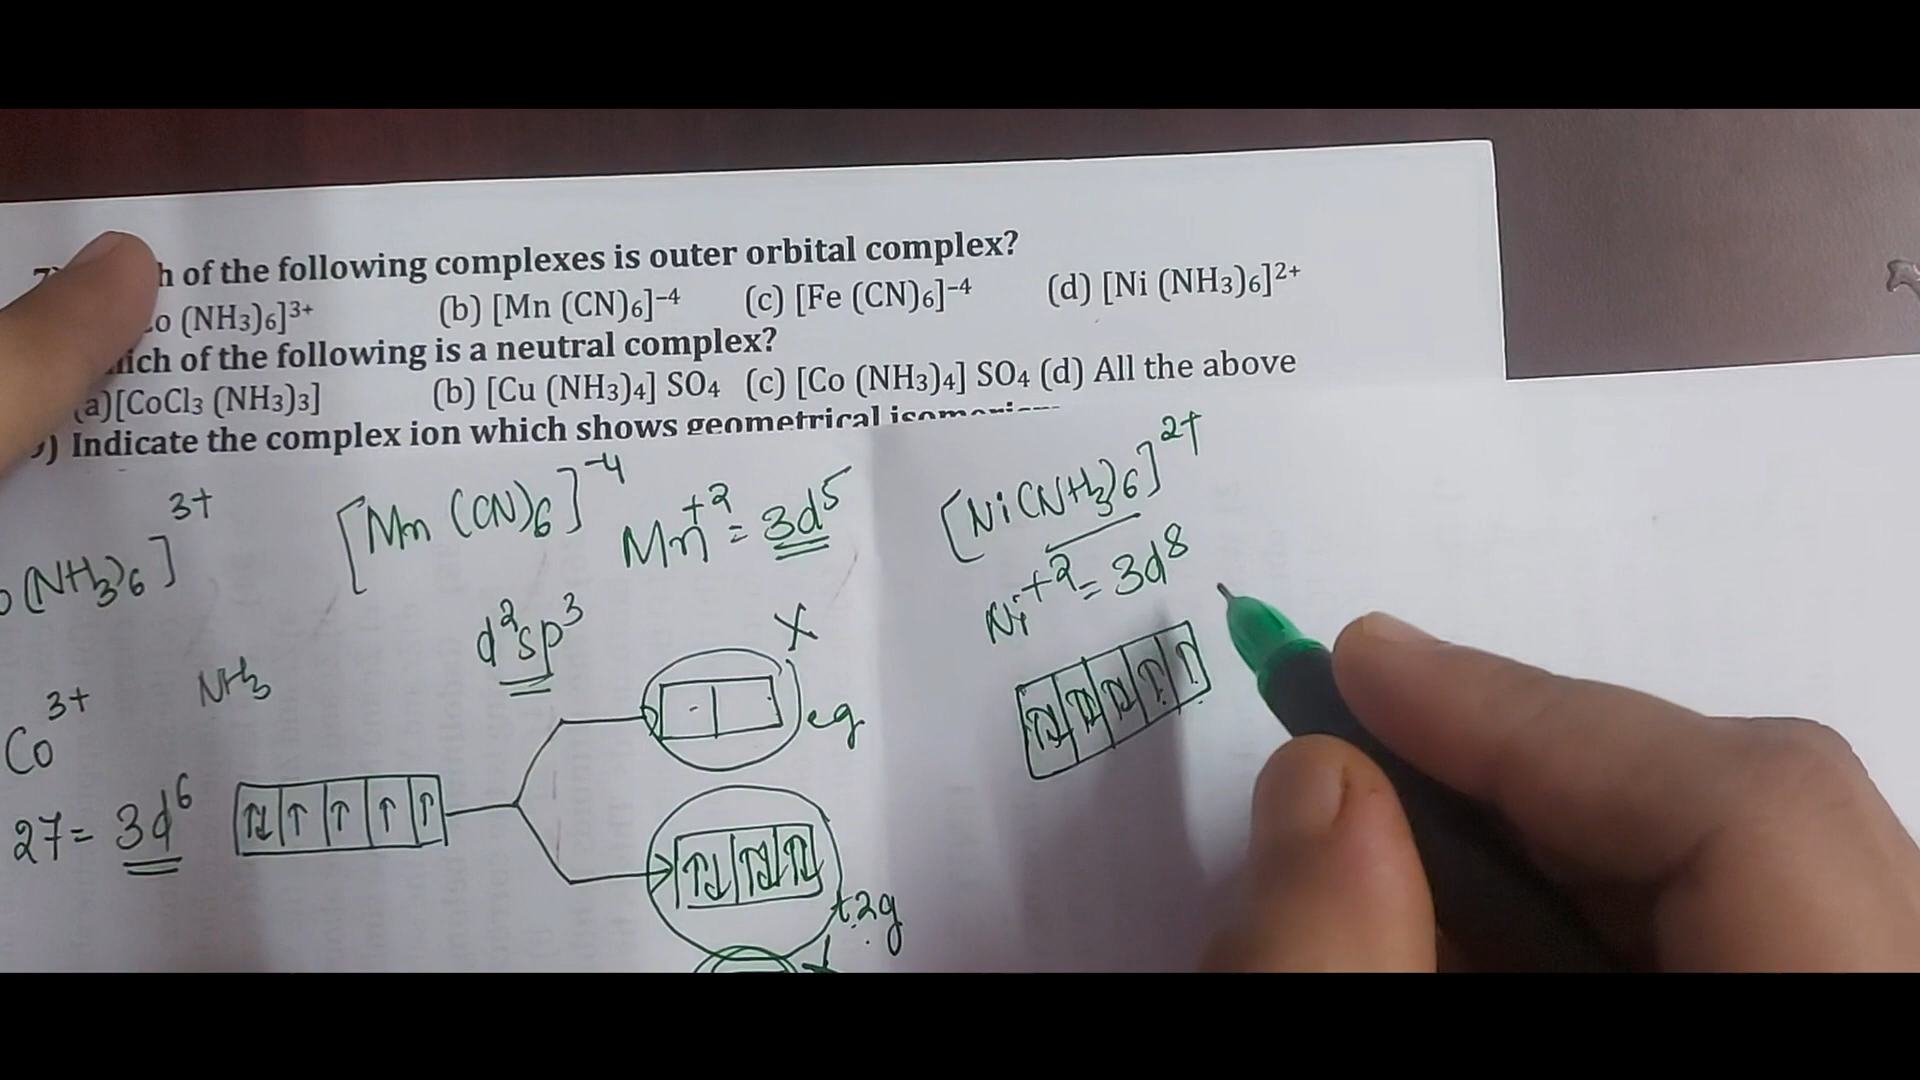 h of the following complexes is outer orbital complex?
(NH3)6]3+ (b) [Mn (CN)6]-4 (c) [Fe (CN)6]-4 (d) [Ni (NH3)6]2+
of the following is a neutral complex?
(a)[CoCl3 (NH3)3] (b) [Cu (NH3)4] SO4 (c) [Co (NH3)4] SO4 (d) All the above
) Indicate the complex ion which shows geometrical
(NH3)6]3+
[Mn (CN)6]-4
Mn+2 = 3d5
[Ni(NH3)6]2+
Ni+2 = 3d8
d2sp3
X
Co3+
NH3
eg
27 = 3d6
t2g